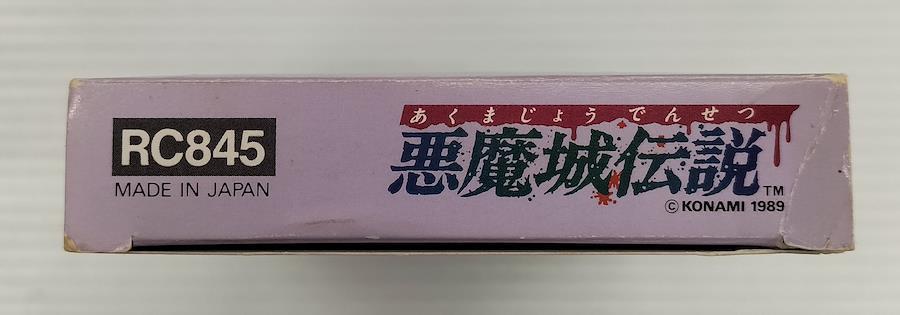 RC845
MADE IN JAPAN
あくまじょうでんせつ
悪魔城伝説 TM
© KONAMI 1989